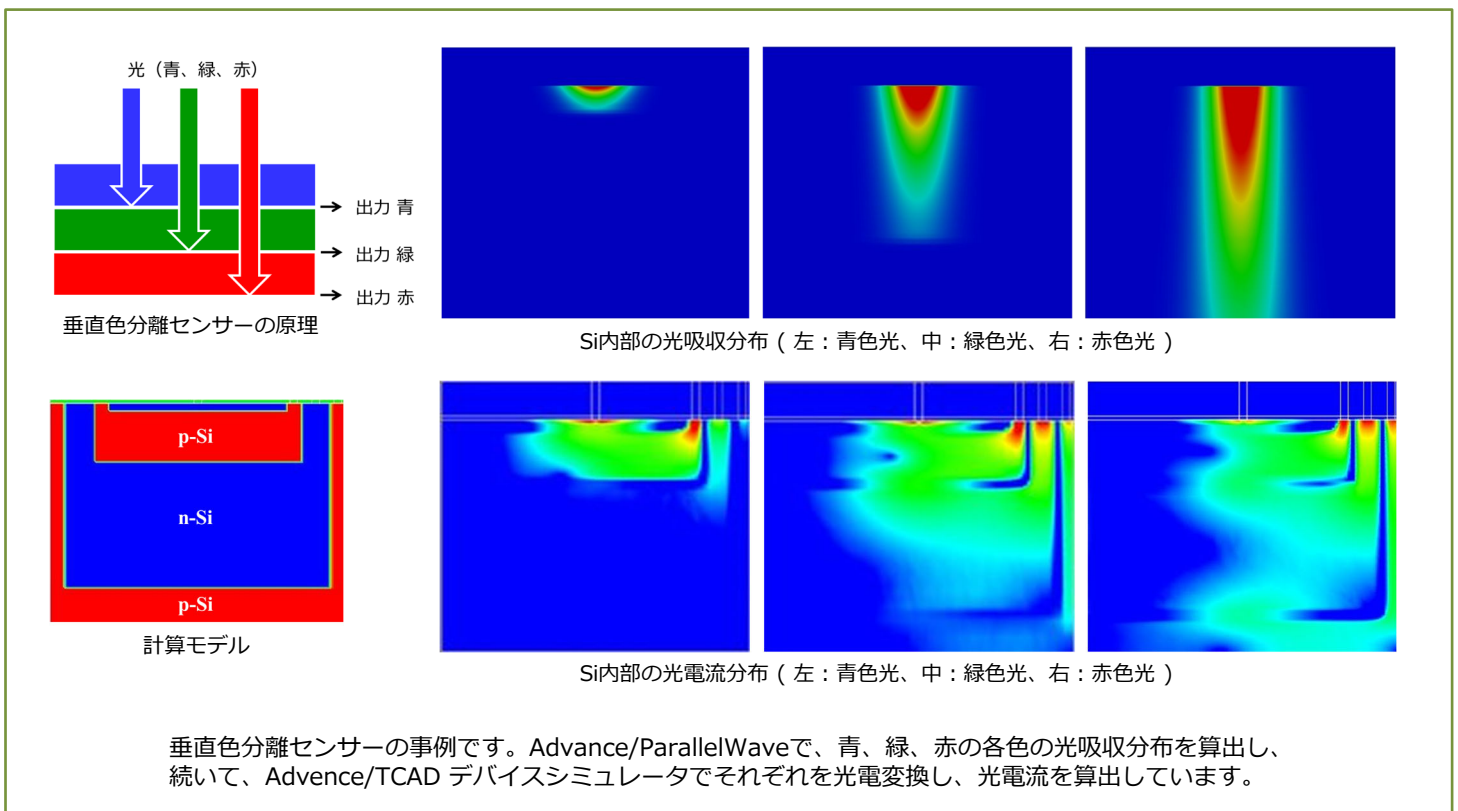 光（青、緑、赤）
→ 出力 青
→ 出力 緑
→ 出力 赤
垂直色分離センサーの原理
Si内部の光吸収分布 ( 左：青色光、中：緑色光、右：赤色光 )
p-Si
n-Si
p-Si
計算モデル
Si内部の光電流分布 ( 左：青色光、中：緑色光、右：赤色光 )
垂直色分離センサーの事例です。Advance/ParallelWaveで、青、緑、赤の各色の光吸収分布を算出し、
続いて、Advence/TCAD デバイスシミュレータでそれぞれを光電変換し、光電流を算出しています。